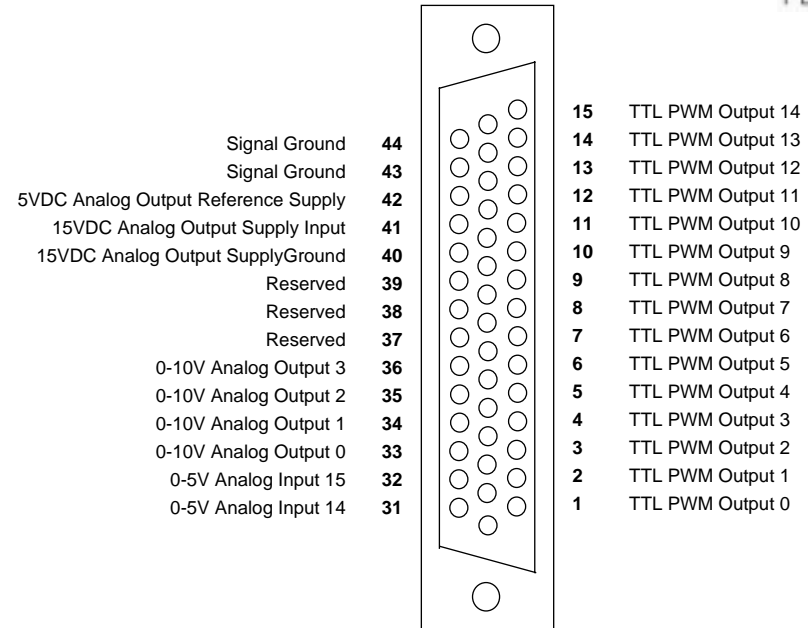 15 TTL PWM Output 14
Signal Ground 44 14 TTL PWM Output 13
Signal Ground 43 13 TTL PWM Output 12
5VDC Analog Output Reference Supply 42 12 TTL PWM Output 11
15VDC Analog Output Supply Input 41 11 TTL PWM Output 10
15VDC Analog Output SupplyGround 40 10 TTL PWM Output 9
Reserved 39 9 TTL PWM Output 8
Reserved 38 8 TTL PWM Output 7
Reserved 37 7 TTL PWM Output 6
0-10V Analog Output 3 36 6 TTL PWM Output 5
0-10V Analog Output 2 35 5 TTL PWM Output 4
0-10V Analog Output 1 34 4 TTL PWM Output 3
0-10V Analog Output 0 33 3 TTL PWM Output 2
0-5V Analog Input 15 32 2 TTL PWM Output 1
0-5V Analog Input 14 31 1 TTL PWM Output 0